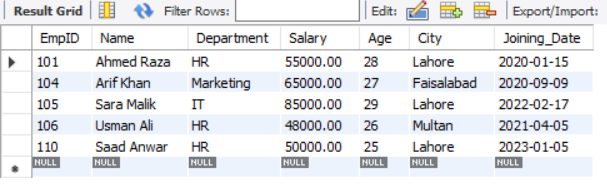 Result Grid Filter Rows: Edit: Export/Import:
EmpID Name Department Salary Age City Joining_Date
101 Ahmed Raza HR 55000.00 28 Lahore 2020-01-15
104 Arif Khan Marketing 65000.00 27 Faisalabad 2020-09-09
105 Sara Malik IT 85000.00 29 Lahore 2022-02-17
106 Usman Ali HR 48000.00 26 Multan 2021-04-05
110 Saad Anwar HR 50000.00 25 Lahore 2023-01-05
NULL NULL NULL NULL NULL NULL NULL